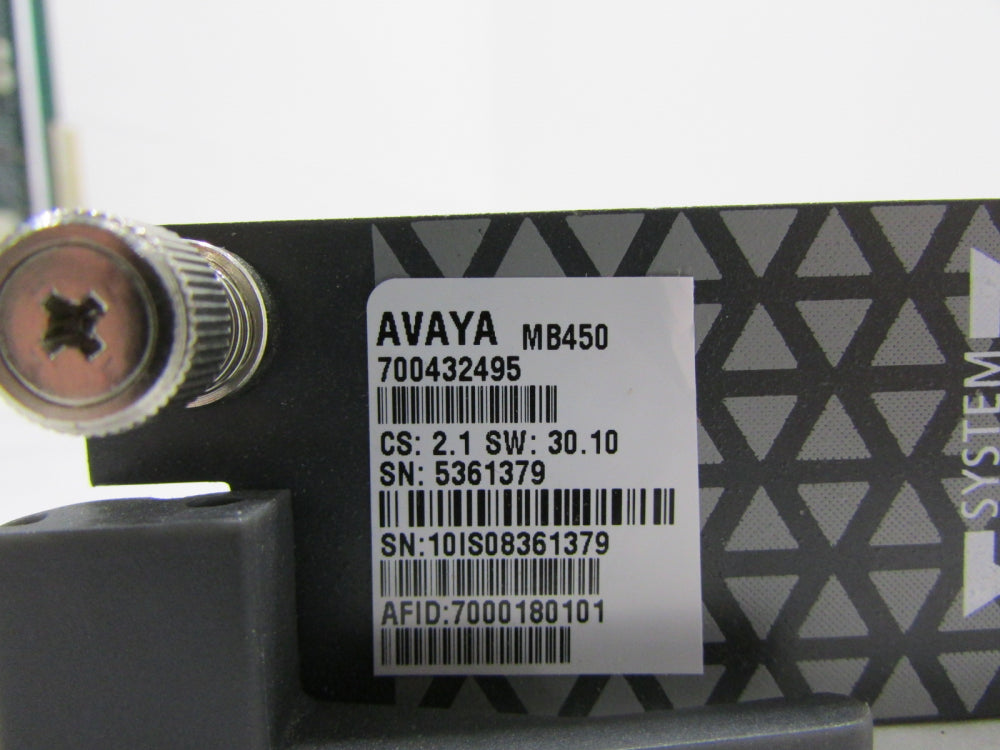 AVAYA MB450
700432495
CS: 2.1 SW: 30.10
SN: 5361379
SN:10IS08361379
AFID:7000180101
SYSTEM